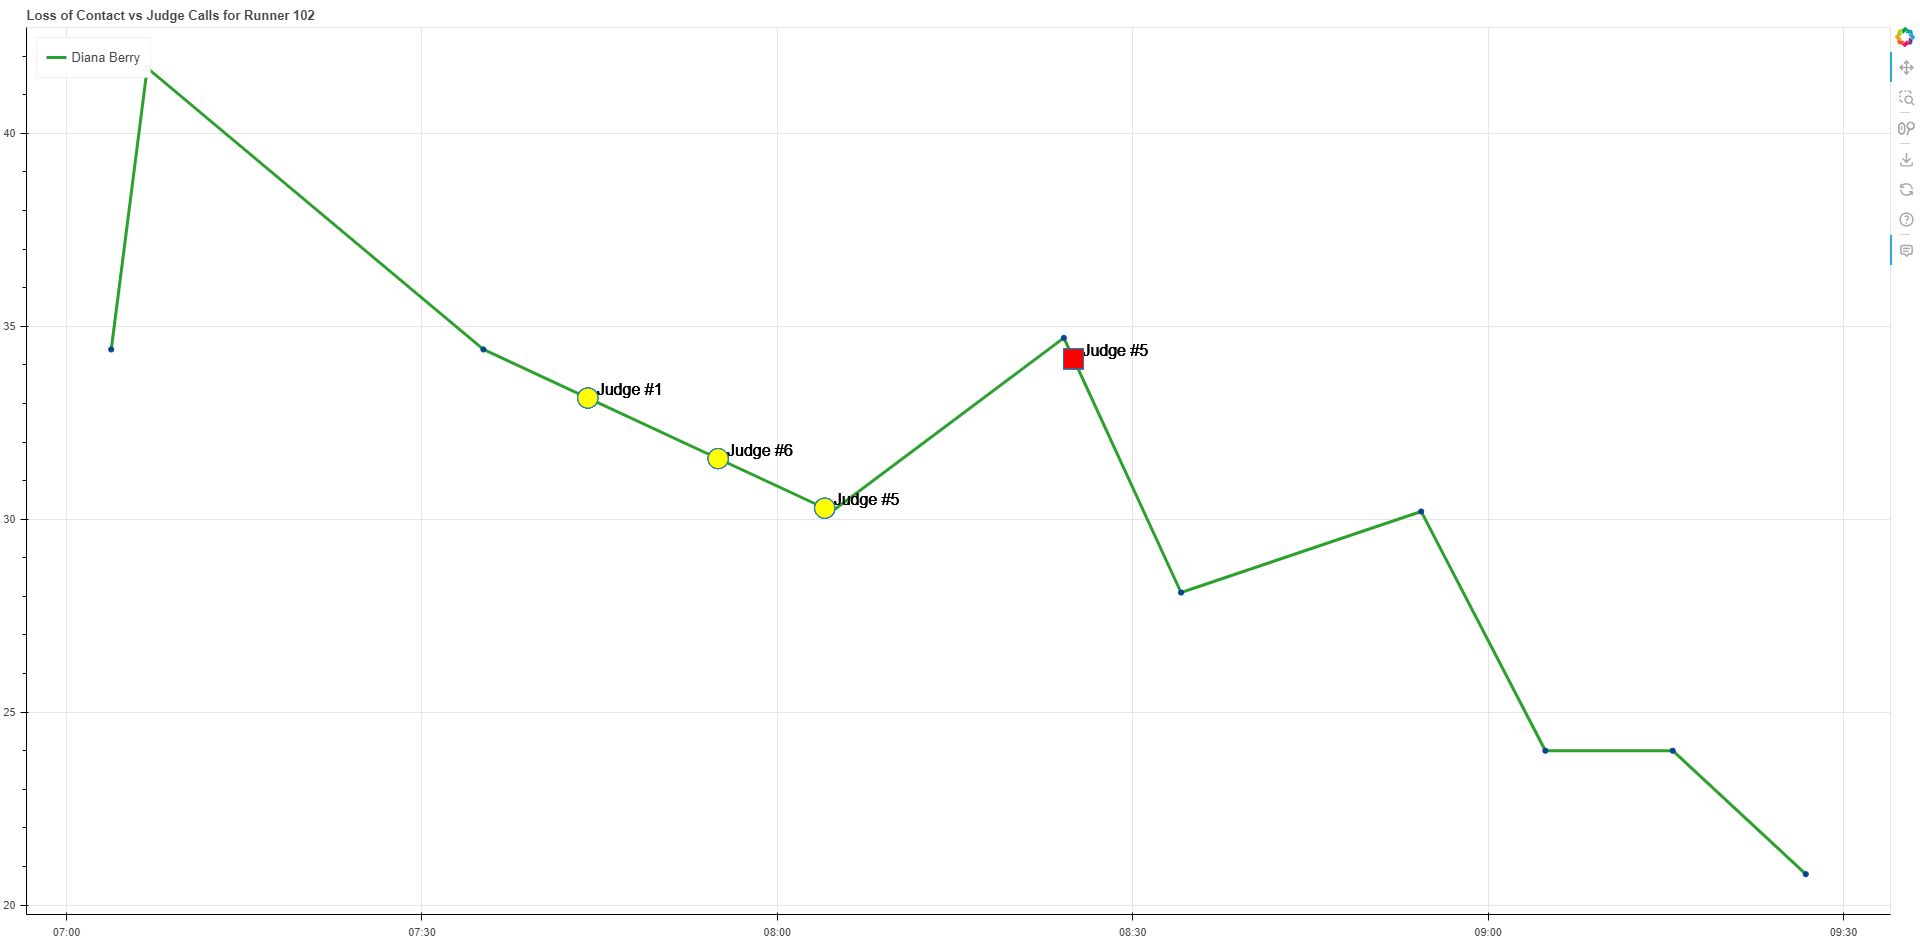 Loss of Contact vs Judge Calls for Runner 102
Diana Berry
40
35
30
25
20
Judge #1
Judge #6
Judge #5
Judge #5
07:00
07:30
08:00
08:30
09:00
09:30